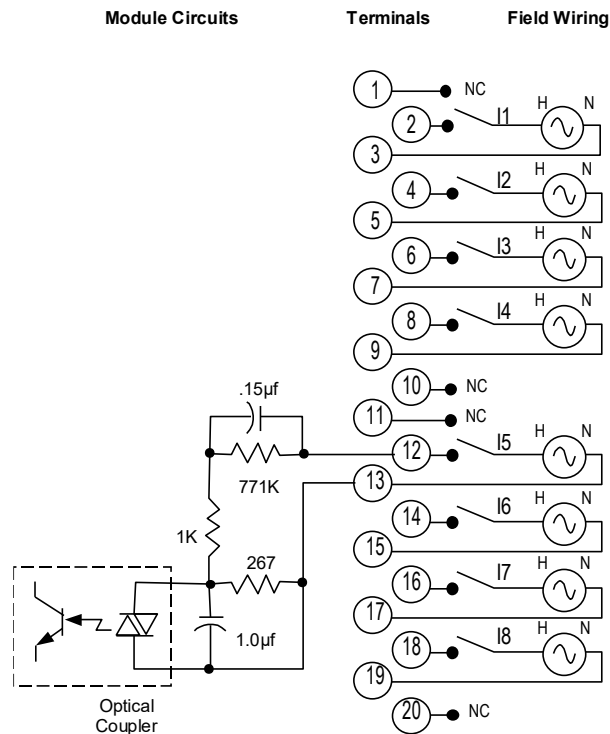 Module Circuits Terminals Field Wiring
1 NC
2 I1 H N
3
4 I2 H N
5
6 I3 H N
7
8 I4 H N
9
10 NC
.15µf
11 NC
12 I5 H N
771K
13
14 I6 H N
1K
15
267
16 I7 H N
17
1.0µf
18 I8 H N
19
Optical
Coupler
20 NC